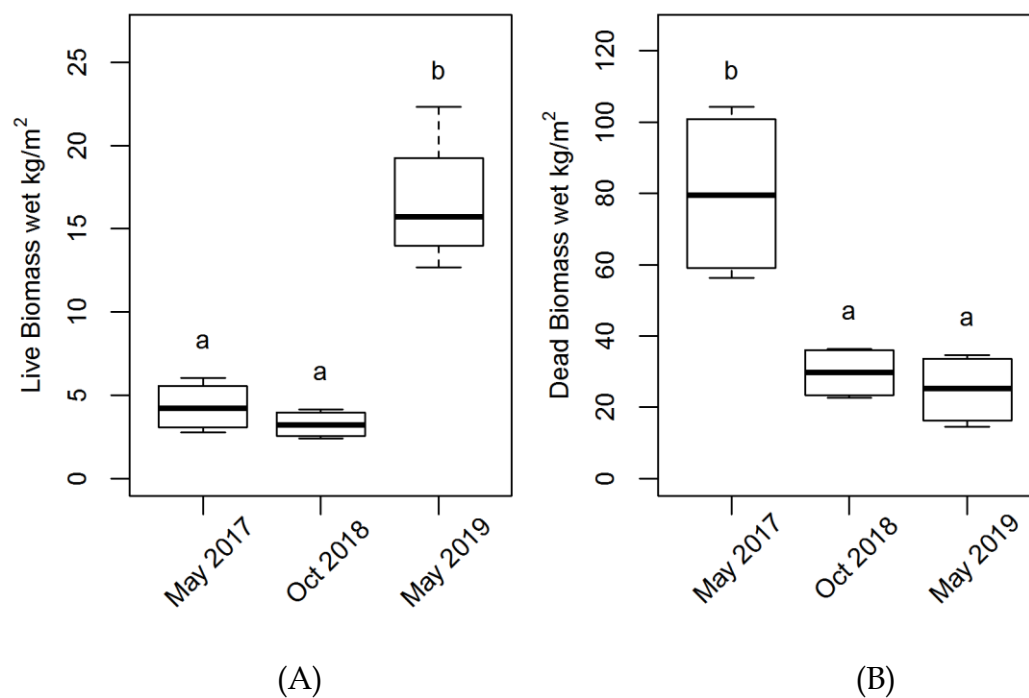 Live Biomass wet kg/m²
25
20
15
10
5
0
a
a
b
May 2017
Oct 2018
May 2019
(A)
Dead Biomass wet kg/m²
120
100
80
60
40
20
0
b
a
a
May 2017
Oct 2018
May 2019
(B)